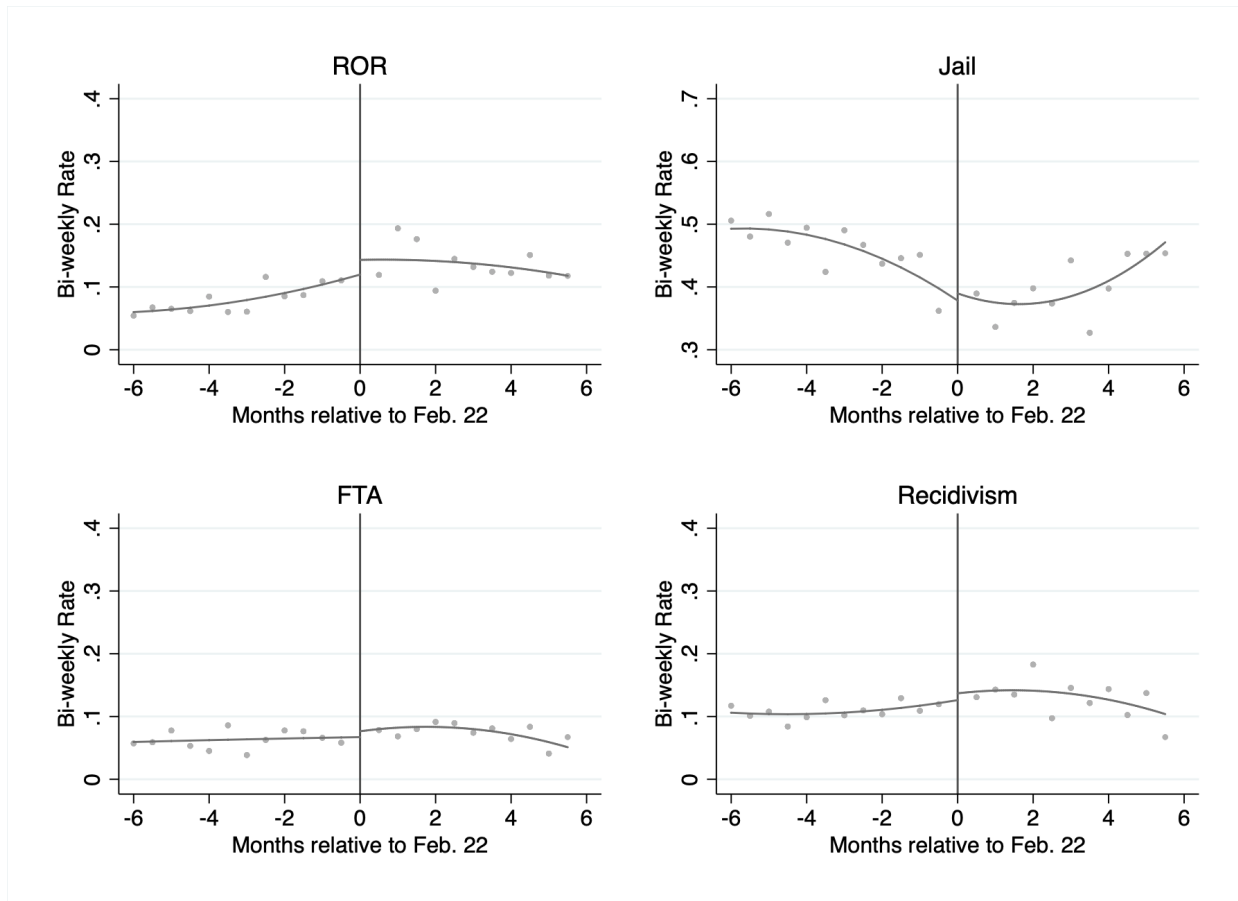 ROR
Bi-weekly Rate
.4
.3
.2
.1
0
-6 -4 -2 0 2 4 6
Months relative to Feb. 22
Jail
Bi-weekly Rate
.7
.6
.5
.4
.3
-6 -4 -2 0 2 4 6
Months relative to Feb. 22
FTA
Bi-weekly Rate
.4
.3
.2
.1
0
-6 -4 -2 0 2 4 6
Months relative to Feb. 22
Recidivism
Bi-weekly Rate
.4
.3
.2
.1
0
-6 -4 -2 0 2 4 6
Months relative to Feb. 22